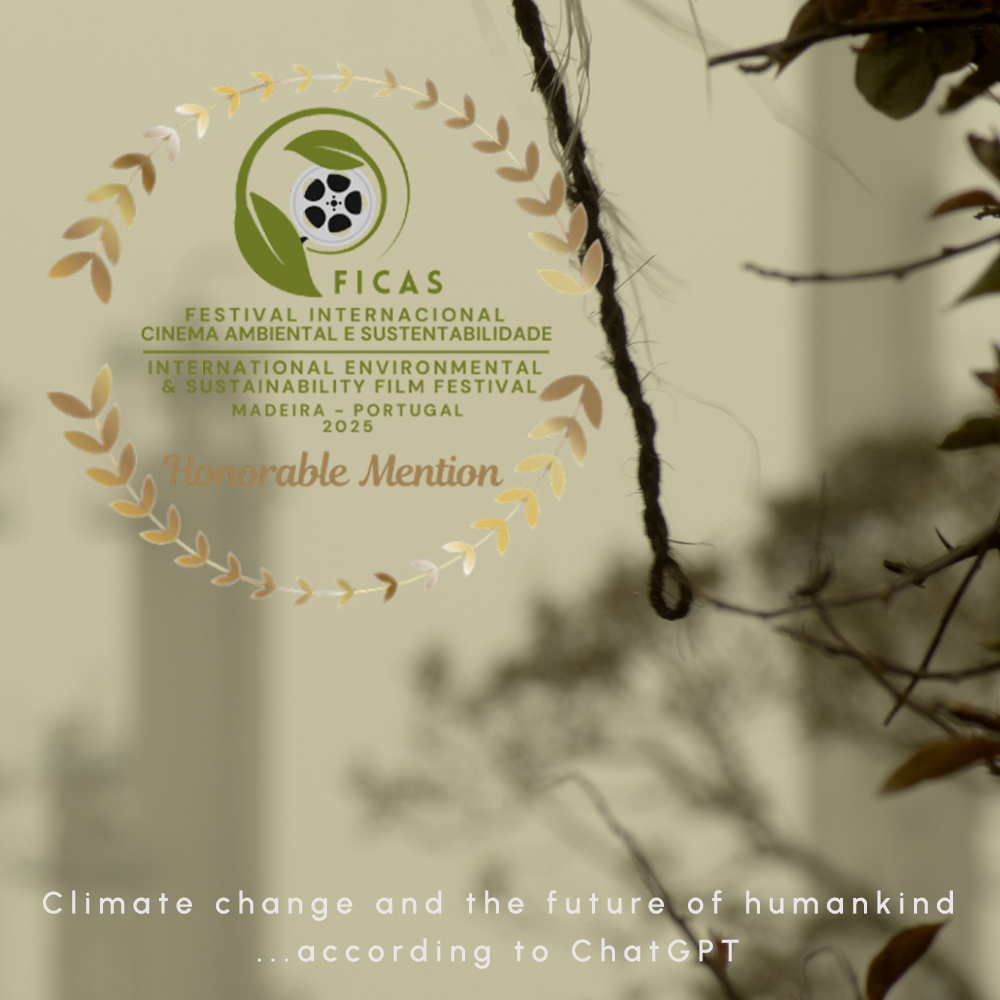 FICAS
FESTIVAL INTERNACIONAL
CINEMA AMBIENTAL E SUSTENTABILIDADE
INTERNATIONAL ENVIRONMENTAL
& SUSTAINABILITY FILM FESTIVAL
MADEIRA - PORTUGAL
2025
Honorable Mention
Climate change and the future of humankind
...according to ChatGPT